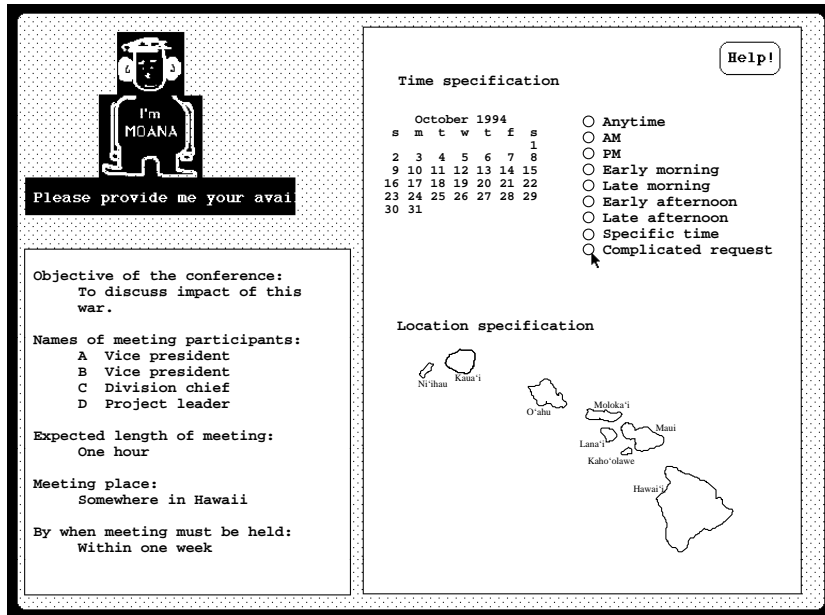 I'm
MOANA
Please provide me your avai
Objective of the conference:
To discuss impact of this
war.
Names of meeting participants:
A Vice president
B Vice president
C Division chief
D Project leader
Expected length of meeting:
One hour
Meeting place:
Somewhere in Hawaii
By when meeting must be held:
Within one week
Help!
Time specification
October 1994
s m t w t f s
1
2 3 4 5 6 7 8
9 10 11 12 13 14 15
16 17 18 19 20 21 22
23 24 25 26 27 28 29
30 31
Anytime
AM
PM
Early morning
Late morning
Early afternoon
Late afternoon
Specific time
Complicated request
Location specification
Ni‘ihau
Kaua‘i
O‘ahu
Moloka‘i
Lana‘i
Maui
Kaho‘olawe
Hawai‘i